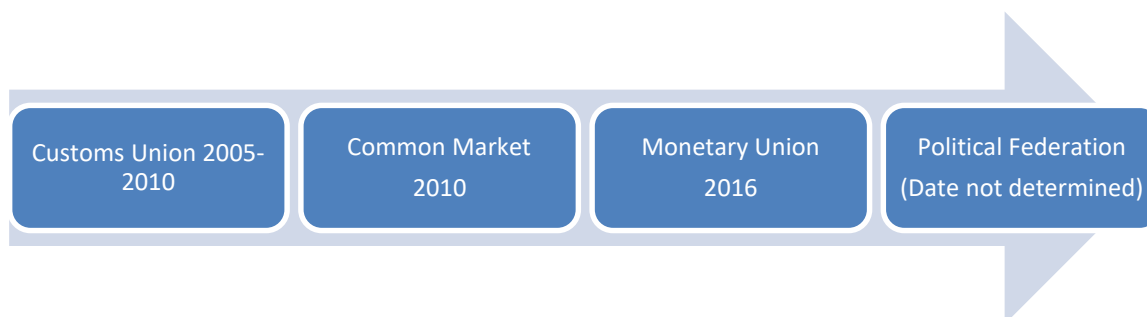 Customs Union 2005-
2010
Common Market
2010
Monetary Union
2016
Political Federation
(Date not determined)